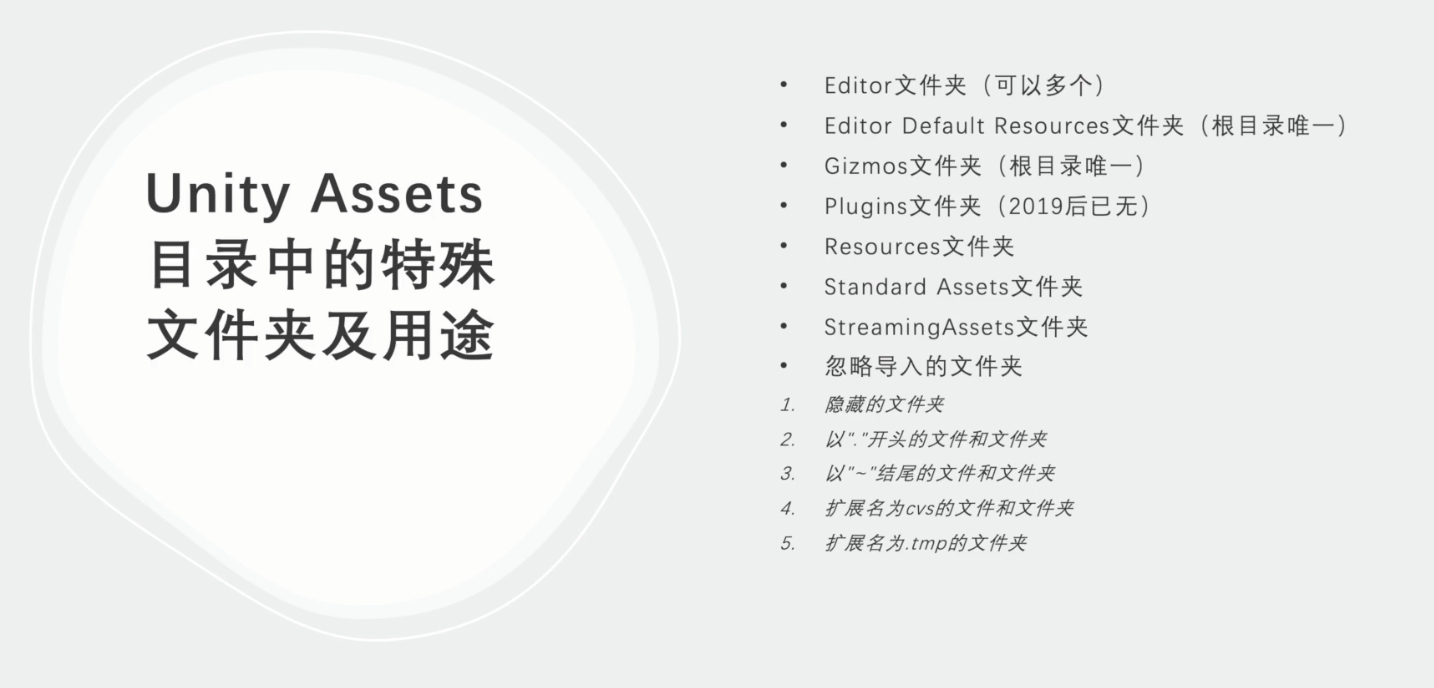 Unity Assets
目录中的特殊
文件夹及用途
• Editor文件夹（可以多个）
• Editor Default Resources文件夹（根目录唯一）
• Gizmos文件夹（根目录唯一）
• Plugins文件夹（2019后已无）
• Resources文件夹
• Standard Assets文件夹
• StreamingAssets文件夹
• 忽略导入的文件夹
1. 隐藏的文件夹
2. 以"."开头的文件和文件夹
3. 以"~"结尾的文件和文件夹
4. 扩展名为cvs的文件和文件夹
5. 扩展名为.tmp的文件夹